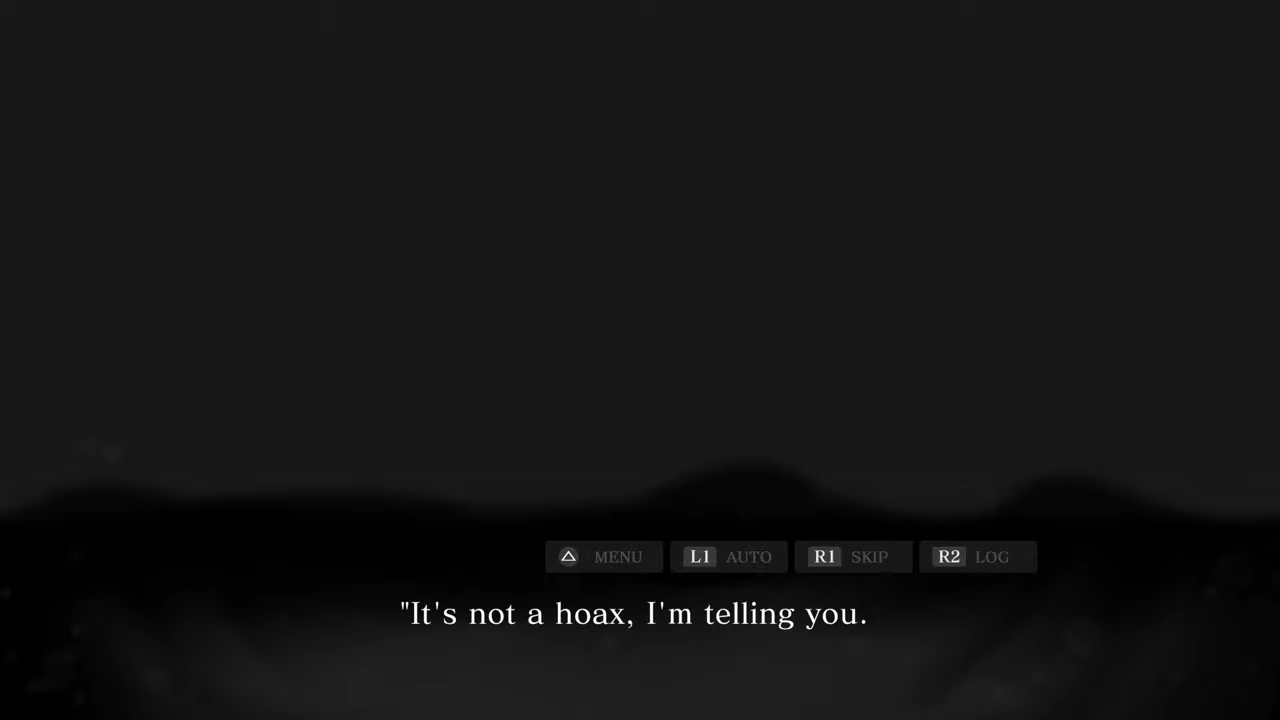 MENU L1 AUTO R1 SKIP R2 LOG
"It's not a hoax, I'm telling you.